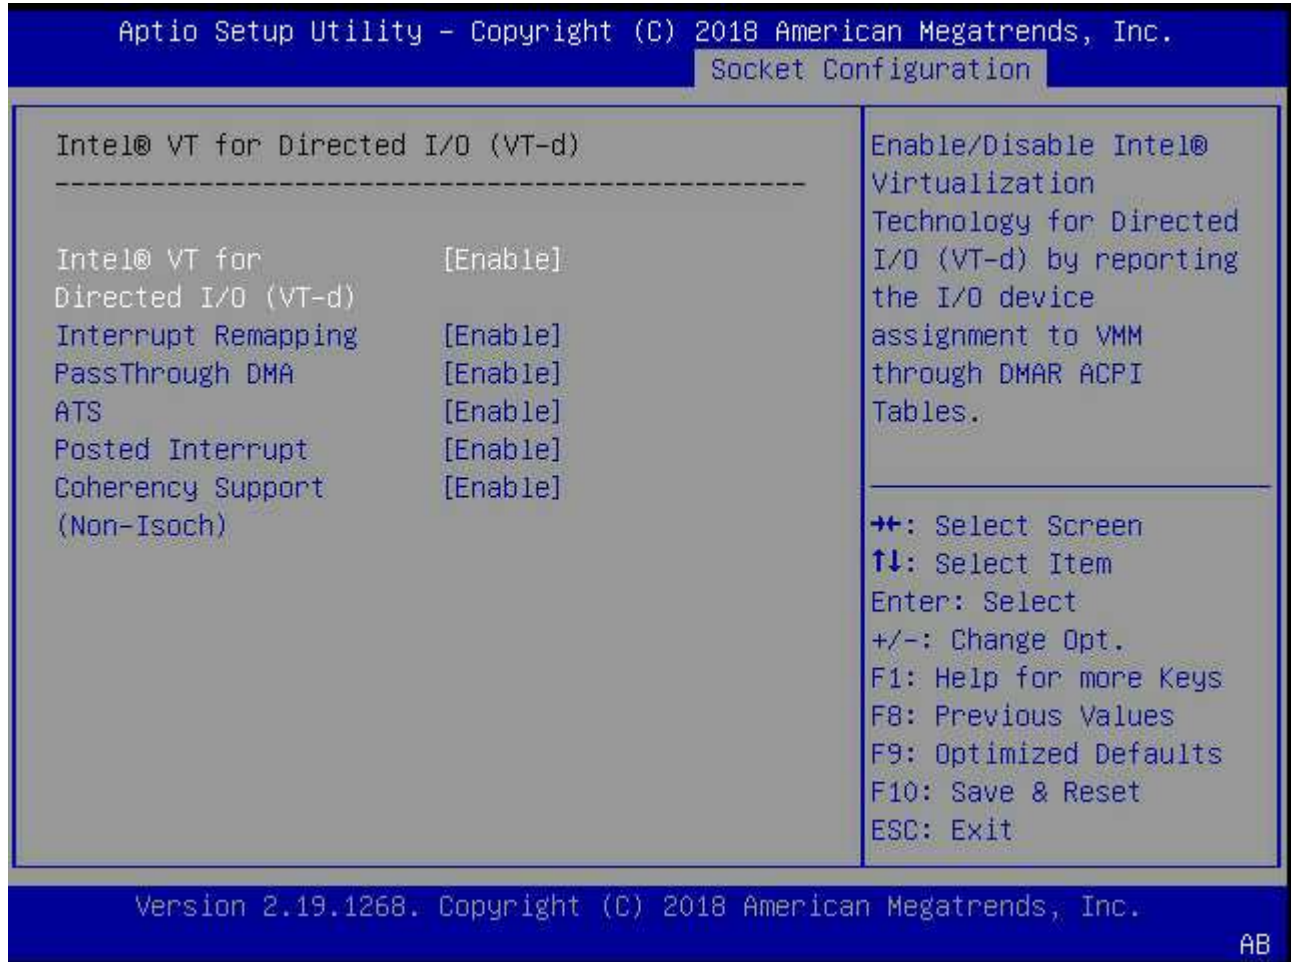 Aptio Setup Utility – Copyright (C) 2018 American Megatrends, Inc.
Socket Configuration
Intel® VT for Directed I/O (VT-d)
-----------------------------------------------
Intel® VT for [Enable]
Directed I/O (VT-d)
Interrupt Remapping [Enable]
PassThrough DMA [Enable]
ATS [Enable]
Posted Interrupt [Enable]
Coherency Support [Enable]
(Non-Isoch)
Enable/Disable Intel®
Virtualization
Technology for Directed
I/O (VT-d) by reporting
the I/O device
assignment to VMM
through DMAR ACPI
Tables.
→←: Select Screen
↑↓: Select Item
Enter: Select
+/-: Change Opt.
F1: Help for more Keys
F8: Previous Values
F9: Optimized Defaults
F10: Save & Reset
ESC: Exit
Version 2.19.1268. Copyright (C) 2018 American Megatrends, Inc.
AB